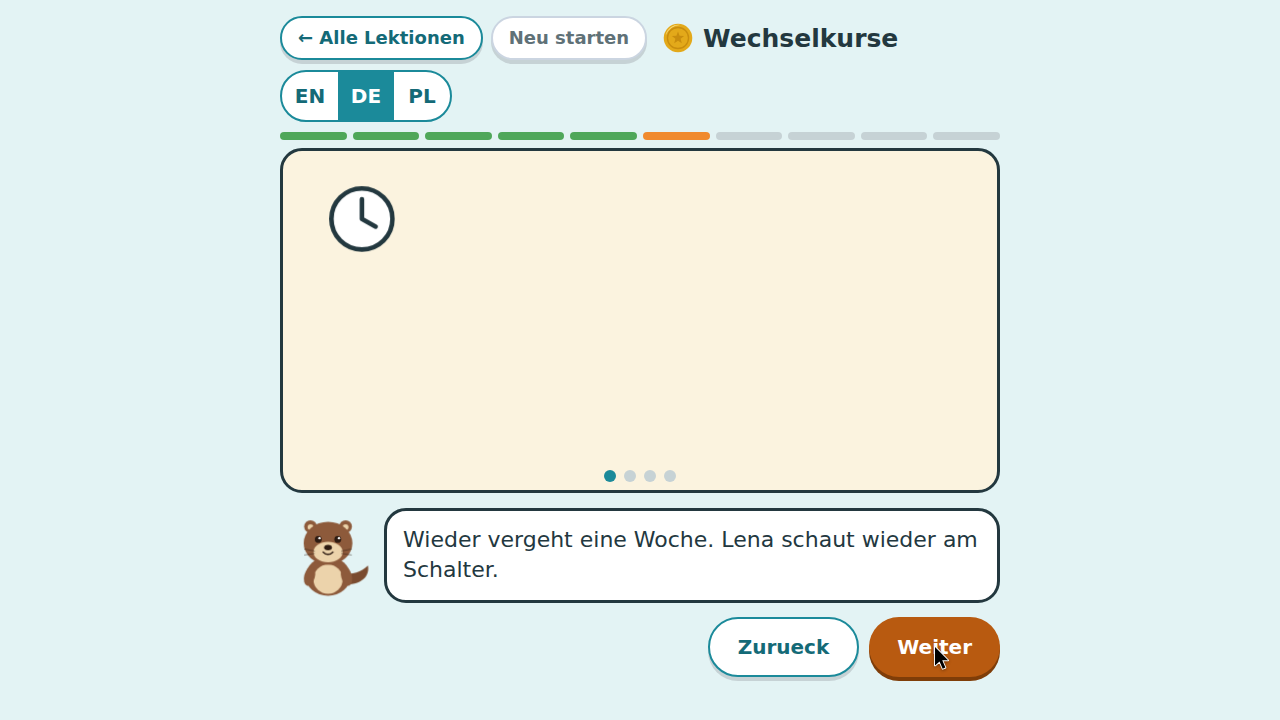 ← Alle Lektionen
Neu starten
Wechselkurse
EN DE PL
Wieder vergeht eine Woche. Lena schaut wieder am
Schalter.
Zurueck
Weiter